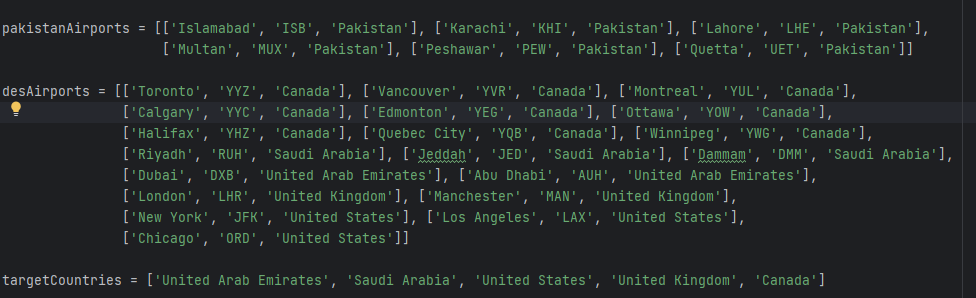 pakistanAirports = [['Islamabad', 'ISB', 'Pakistan'], ['Karachi', 'KHI', 'Pakistan'], ['Lahore', 'LHE', 'Pakistan'],
['Multan', 'MUX', 'Pakistan'], ['Peshawar', 'PEW', 'Pakistan'], ['Quetta', 'UET', 'Pakistan']]
desAirports = [['Toronto', 'YYZ', 'Canada'], ['Vancouver', 'YVR', 'Canada'], ['Montreal', 'YUL', 'Canada'],
['Calgary', 'YYC', 'Canada'], ['Edmonton', 'YEG', 'Canada'], ['Ottawa', 'YOW', 'Canada'],
['Halifax', 'YHZ', 'Canada'], ['Quebec City', 'YQB', 'Canada'], ['Winnipeg', 'YWG', 'Canada'],
['Riyadh', 'RUH', 'Saudi Arabia'], ['Jeddah', 'JED', 'Saudi Arabia'], ['Dammam', 'DMM', 'Saudi Arabia'],
['Dubai', 'DXB', 'United Arab Emirates'], ['Abu Dhabi', 'AUH', 'United Arab Emirates'],
['London', 'LHR', 'United Kingdom'], ['Manchester', 'MAN', 'United Kingdom'],
['New York', 'JFK', 'United States'], ['Los Angeles', 'LAX', 'United States'],
['Chicago', 'ORD', 'United States']]
targetCountries = ['United Arab Emirates', 'Saudi Arabia', 'United States', 'United Kingdom', 'Canada']